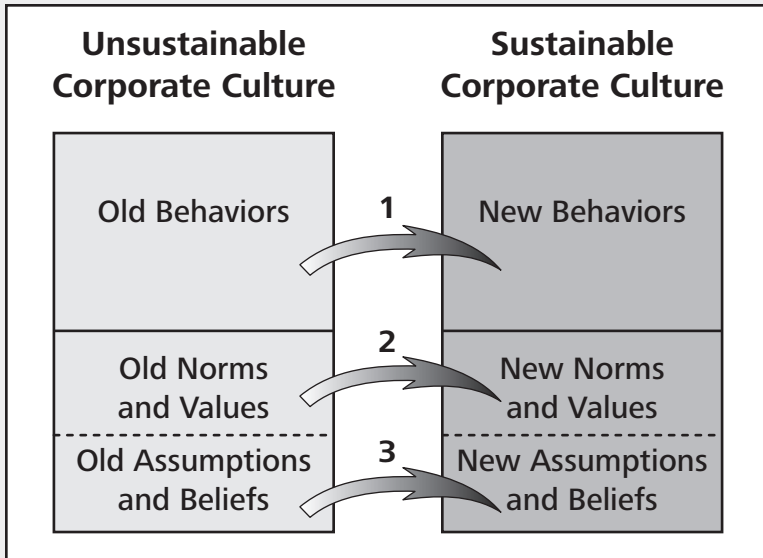 Unsustainable
Corporate Culture
Sustainable
Corporate Culture
Old Behaviors
1
New Behaviors
Old Norms
and Values
2
New Norms
and Values
Old Assumptions
and Beliefs
3
New Assumptions
and Beliefs